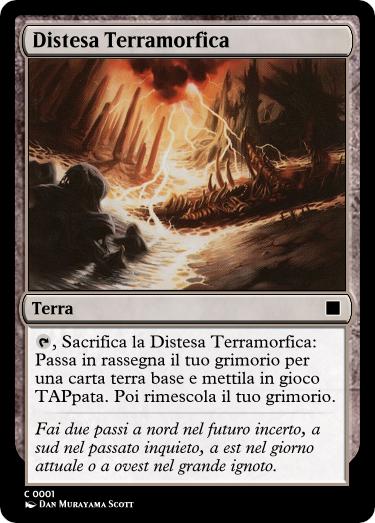 Distesa Terramorfica
Terra
, Sacrifica la Distesa Terramorfica:
Passa in rassegna il tuo grimorio per
una carta terra base e mettila in gioco
TAPpata. Poi rimescola il tuo grimorio.
Fai due passi a nord nel futuro incerto, a
sud nel passato inquieto, a est nel giorno
attuale o a ovest nel grande ignoto.
C 0001
Dan Murayama Scott